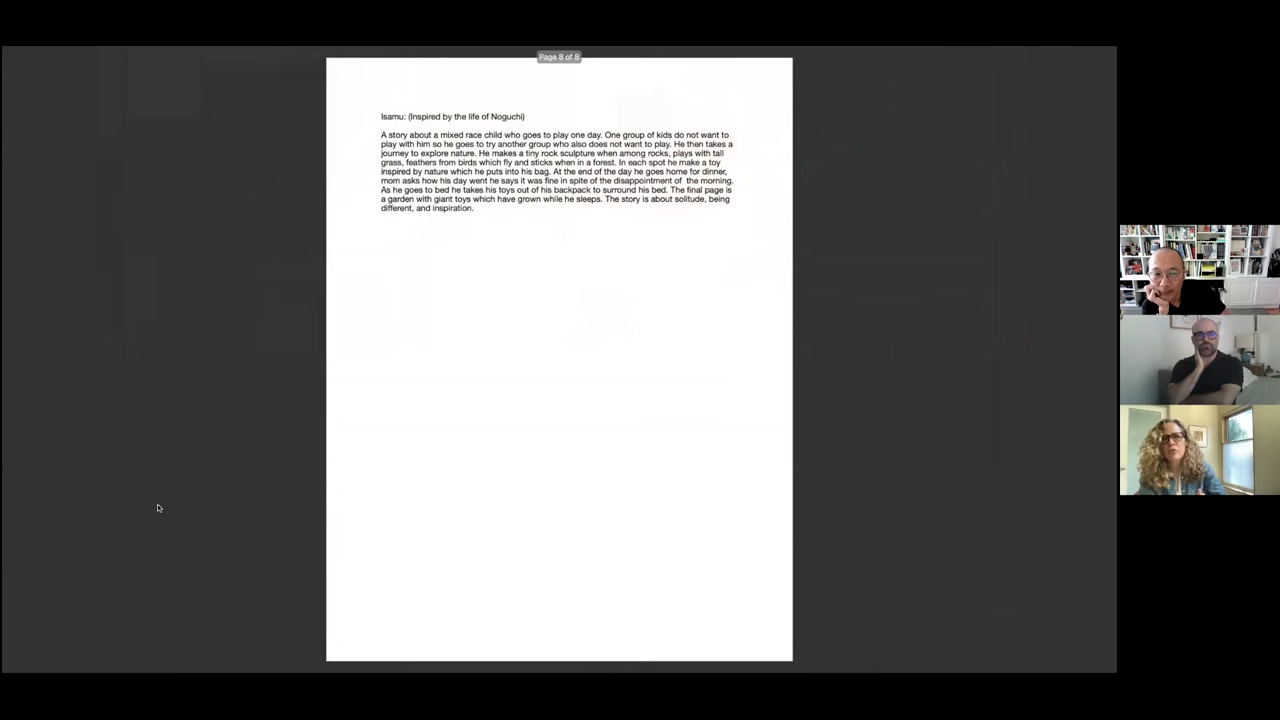 Page 8 of 8
Isamu: (Inspired by the life of Noguchi)
A story about a mixed race child who goes to play one day. One group of kids do not want to
play with him so he goes to try another group who also does not want to play. He then takes a
journey to explore nature. He makes a tiny rock sculpture when among rocks, plays with tall
grass, feathers from birds which fly and sticks when in a forest. In each spot he make a toy
inspired by nature which he puts into his bag. At the end of the day he goes home for dinner,
mom asks how his day went he says it was fine in spite of the disappointment of  the morning.
As he goes to bed he takes his toys out of his backpack to surround his bed. The final page is
a garden with giant toys which have grown while he sleeps. The story is about solitude, being
different, and inspiration.